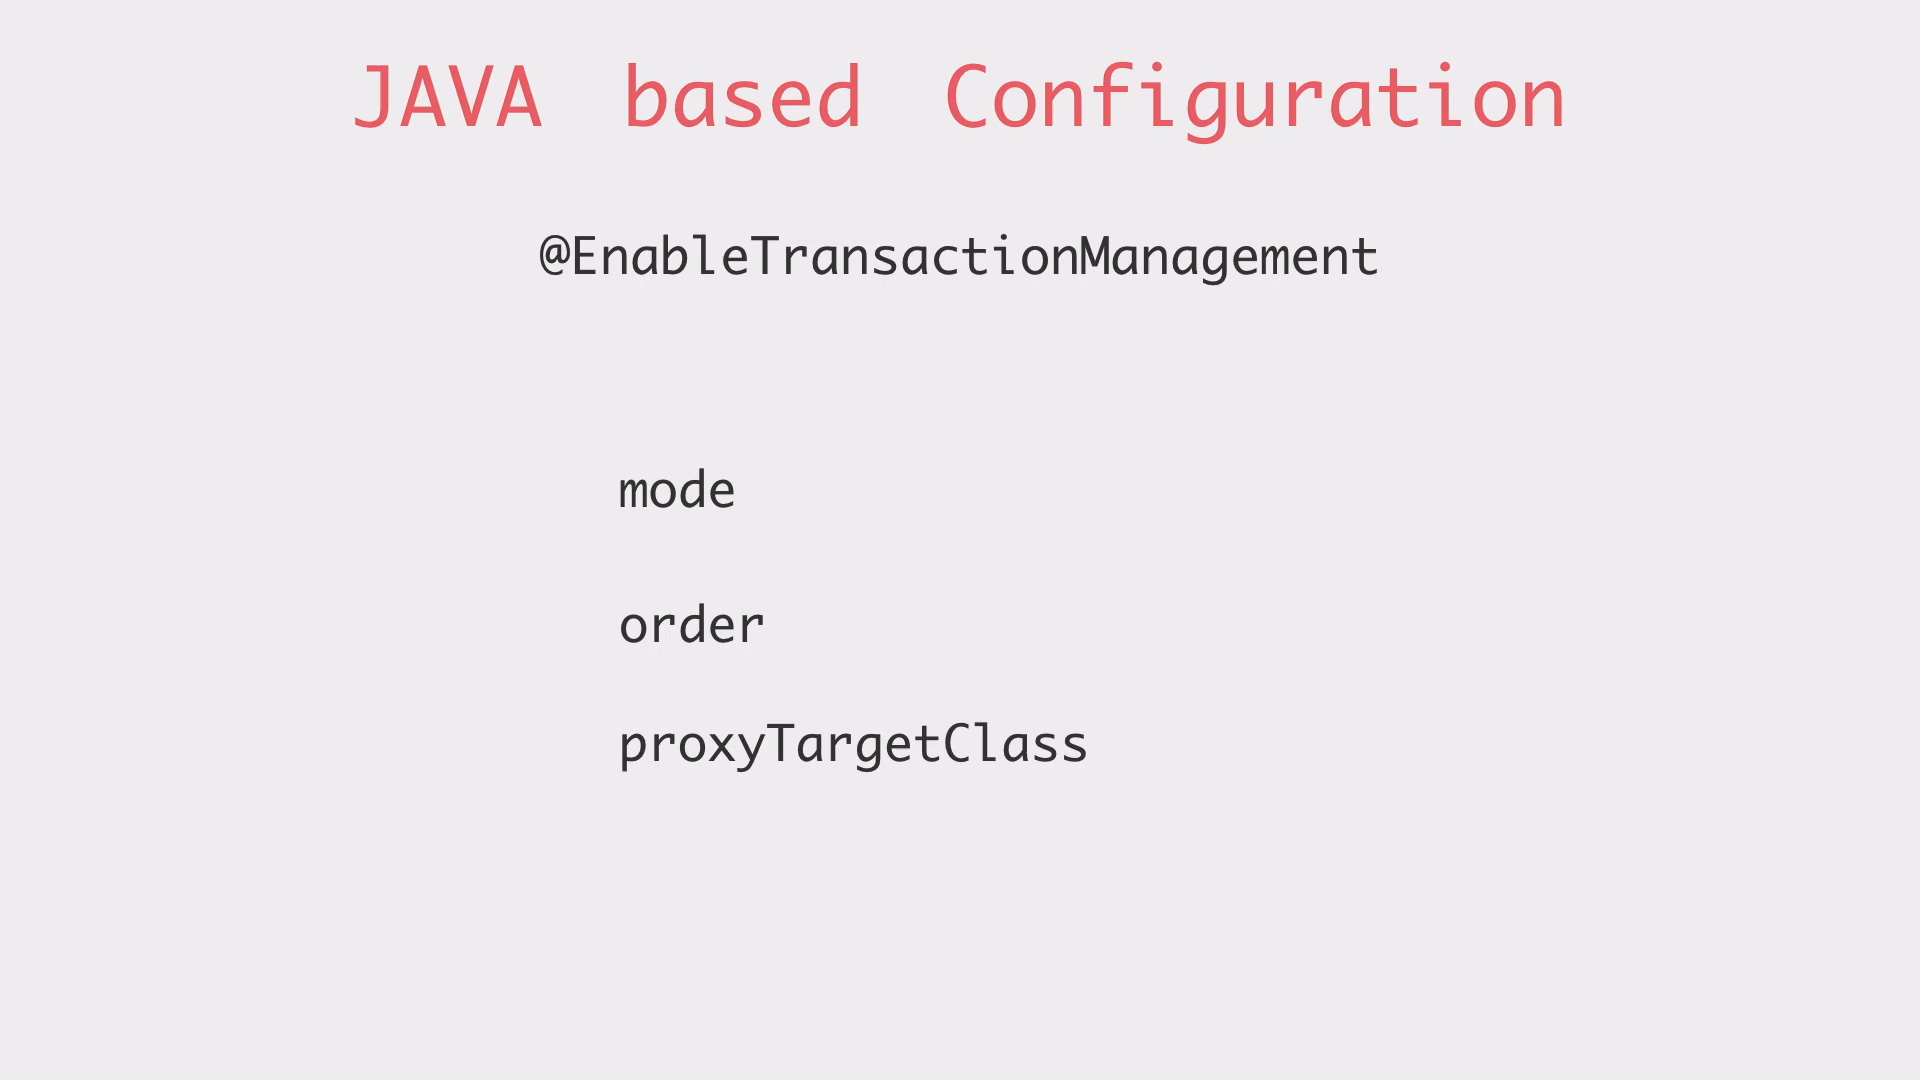 JAVA based Configuration
@EnableTransactionManagement
mode
order
proxyTargetClass